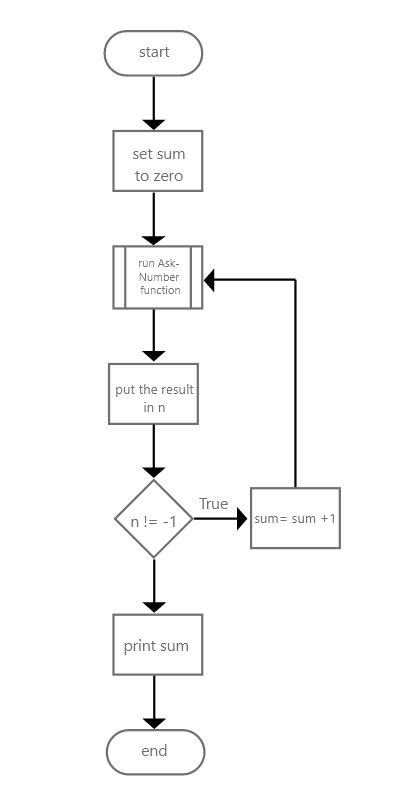 start
set sum
to zero
run Ask-
Number
function
put the result
in n
n != -1
True
sum= sum +1
print sum
end